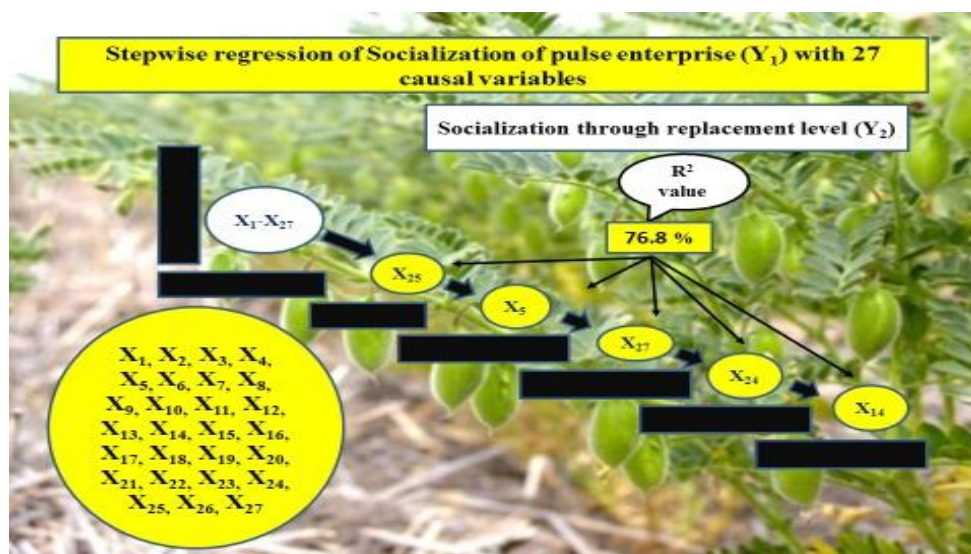 Stepwise regression of Socialization of pulse enterprise (Y₁) with 27
causal variables
Socialization through replacement level (Y₂)
R²
value
76.8 %
X₁-X₂₇
X₂₅
X₅
X₂₇
X₂₄
X₁₄
X₁, X₂, X₃, X₄,
X₅, X₆, X₇, X₈,
X₉, X₁₀, X₁₁, X₁₂,
X₁₃, X₁₄, X₁₅, X₁₆,
X₁₇, X₁₈, X₁₉, X₂₀,
X₂₁, X₂₂, X₂₃, X₂₄,
X₂₅, X₂₆, X₂₇